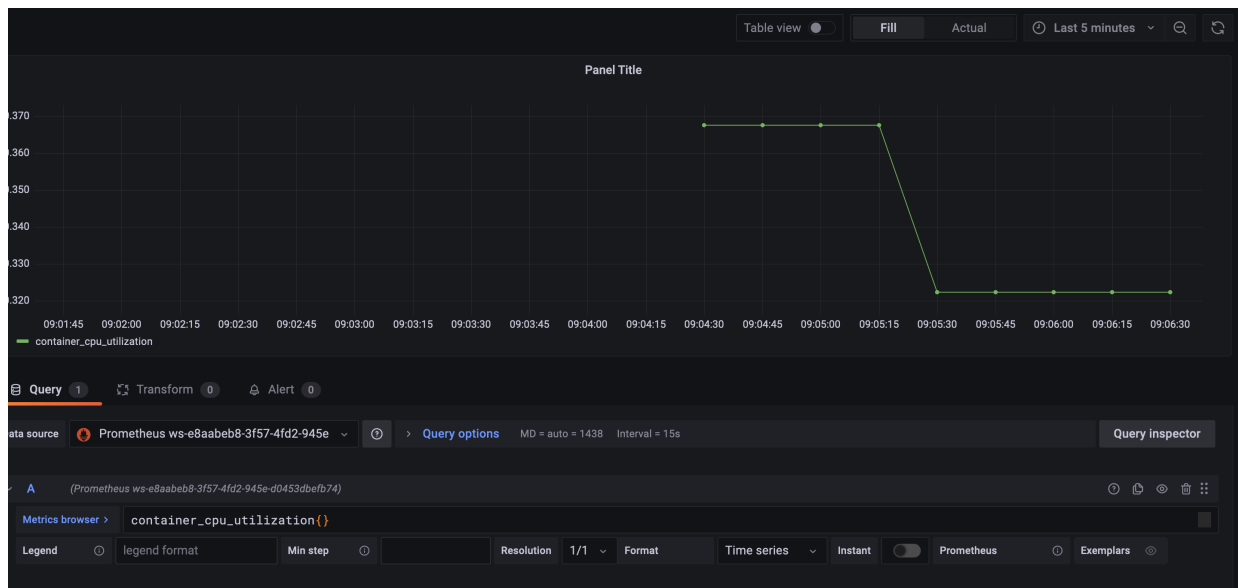 Table view Fill Actual Last 5 minutes
Panel Title
.370
.360
.350
.340
.330
.320
09:01:45 09:02:00 09:02:15 09:02:30 09:02:45 09:03:00 09:03:15 09:03:30 09:03:45 09:04:00 09:04:15 09:04:30 09:04:45 09:05:00 09:05:15 09:05:30 09:05:45 09:06:00 09:06:15 09:06:30
container_cpu_utilization
Query 1 Transform 0 Alert 0
ata source Prometheus ws-e8aabeb8-3f57-4fd2-945e Query options MD = auto = 1438 Interval = 15s Query inspector
A (Prometheus ws-e8aabeb8-3f57-4fd2-945e-d0453dbefb74)
Metrics browser > container_cpu_utilization{}
Legend legend format Min step Resolution 1/1 Format Time series Instant Prometheus Exemplars